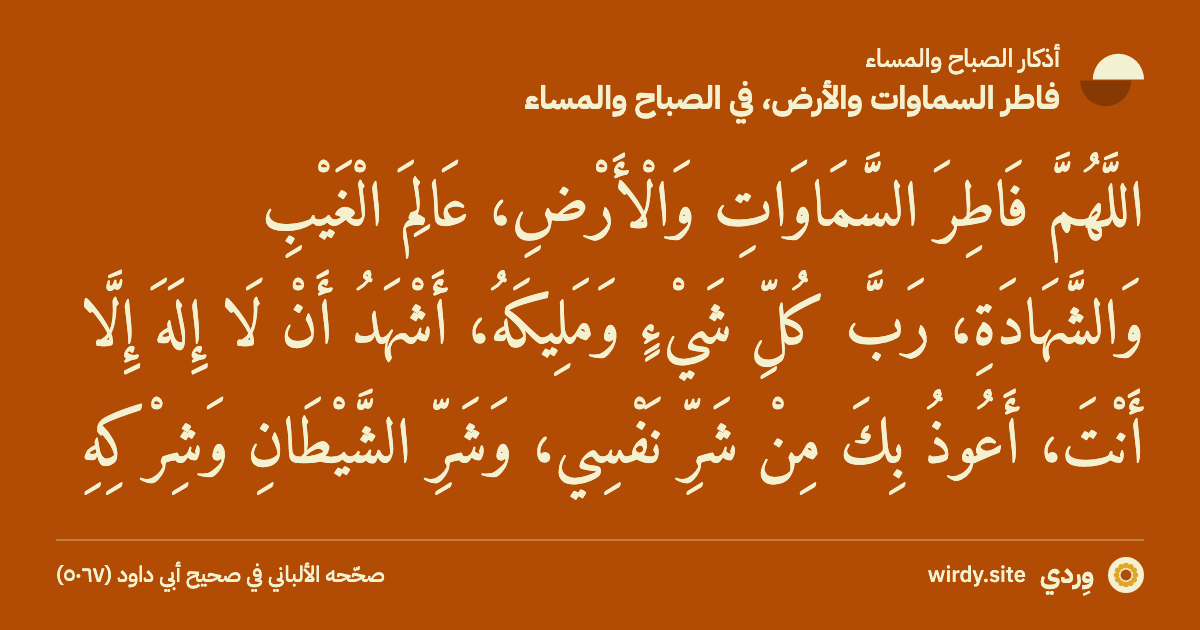 أذكار الصباح والمساء
فاطر السماوات والأرض، في الصباح والمساء
اللَّهُمَّ فَاطِرَ السَّمَاوَاتِ وَالْأَرْضِ، عَالِمَ الْغَيْبِ
وَالشَّهَادَةِ، رَبَّ كُلِّ شَيْءٍ وَمَلِيكَهُ، أَشْهَدُ أَنْ لَا إِلَهَ إِلَّا
أَنْتَ، أَعُوذُ بِكَ مِنْ شَرِّ نَفْسِي، وَشَرِّ الشَّيْطَانِ وَشِرْكِهِ
وِردي wirdy.site
صحّحه الألباني في صحيح أبي داود (٥٠٦٧)